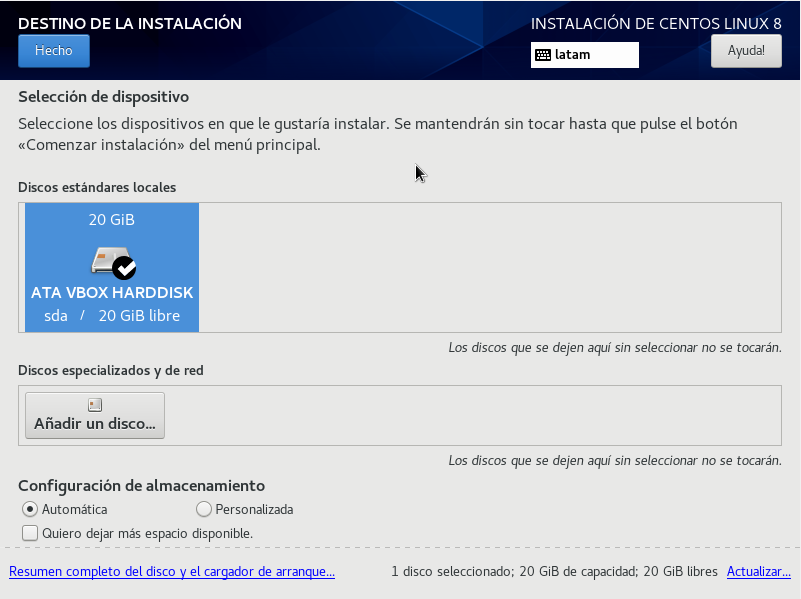 DESTINO DE LA INSTALACIÓN
INSTALACIÓN DE CENTOS LINUX 8
Hecho
latam
Ayuda!
Selección de dispositivo
Seleccione los dispositivos en que le gustaría instalar. Se mantendrán sin tocar hasta que pulse el botón
«Comenzar instalación» del menú principal.
Discos estándares locales
20 GiB
ATA VBOX HARDDISK
sda / 20 GiB libre
Los discos que se dejen aquí sin seleccionar no se tocarán.
Discos especializados y de red
Añadir un disco...
Los discos que se dejen aquí sin seleccionar no se tocarán.
Configuración de almacenamiento
Automática
Personalizada
Quiero dejar más espacio disponible.
Resumen completo del disco y el cargador de arranque...
1 disco seleccionado; 20 GiB de capacidad; 20 GiB libres
Actualizar...